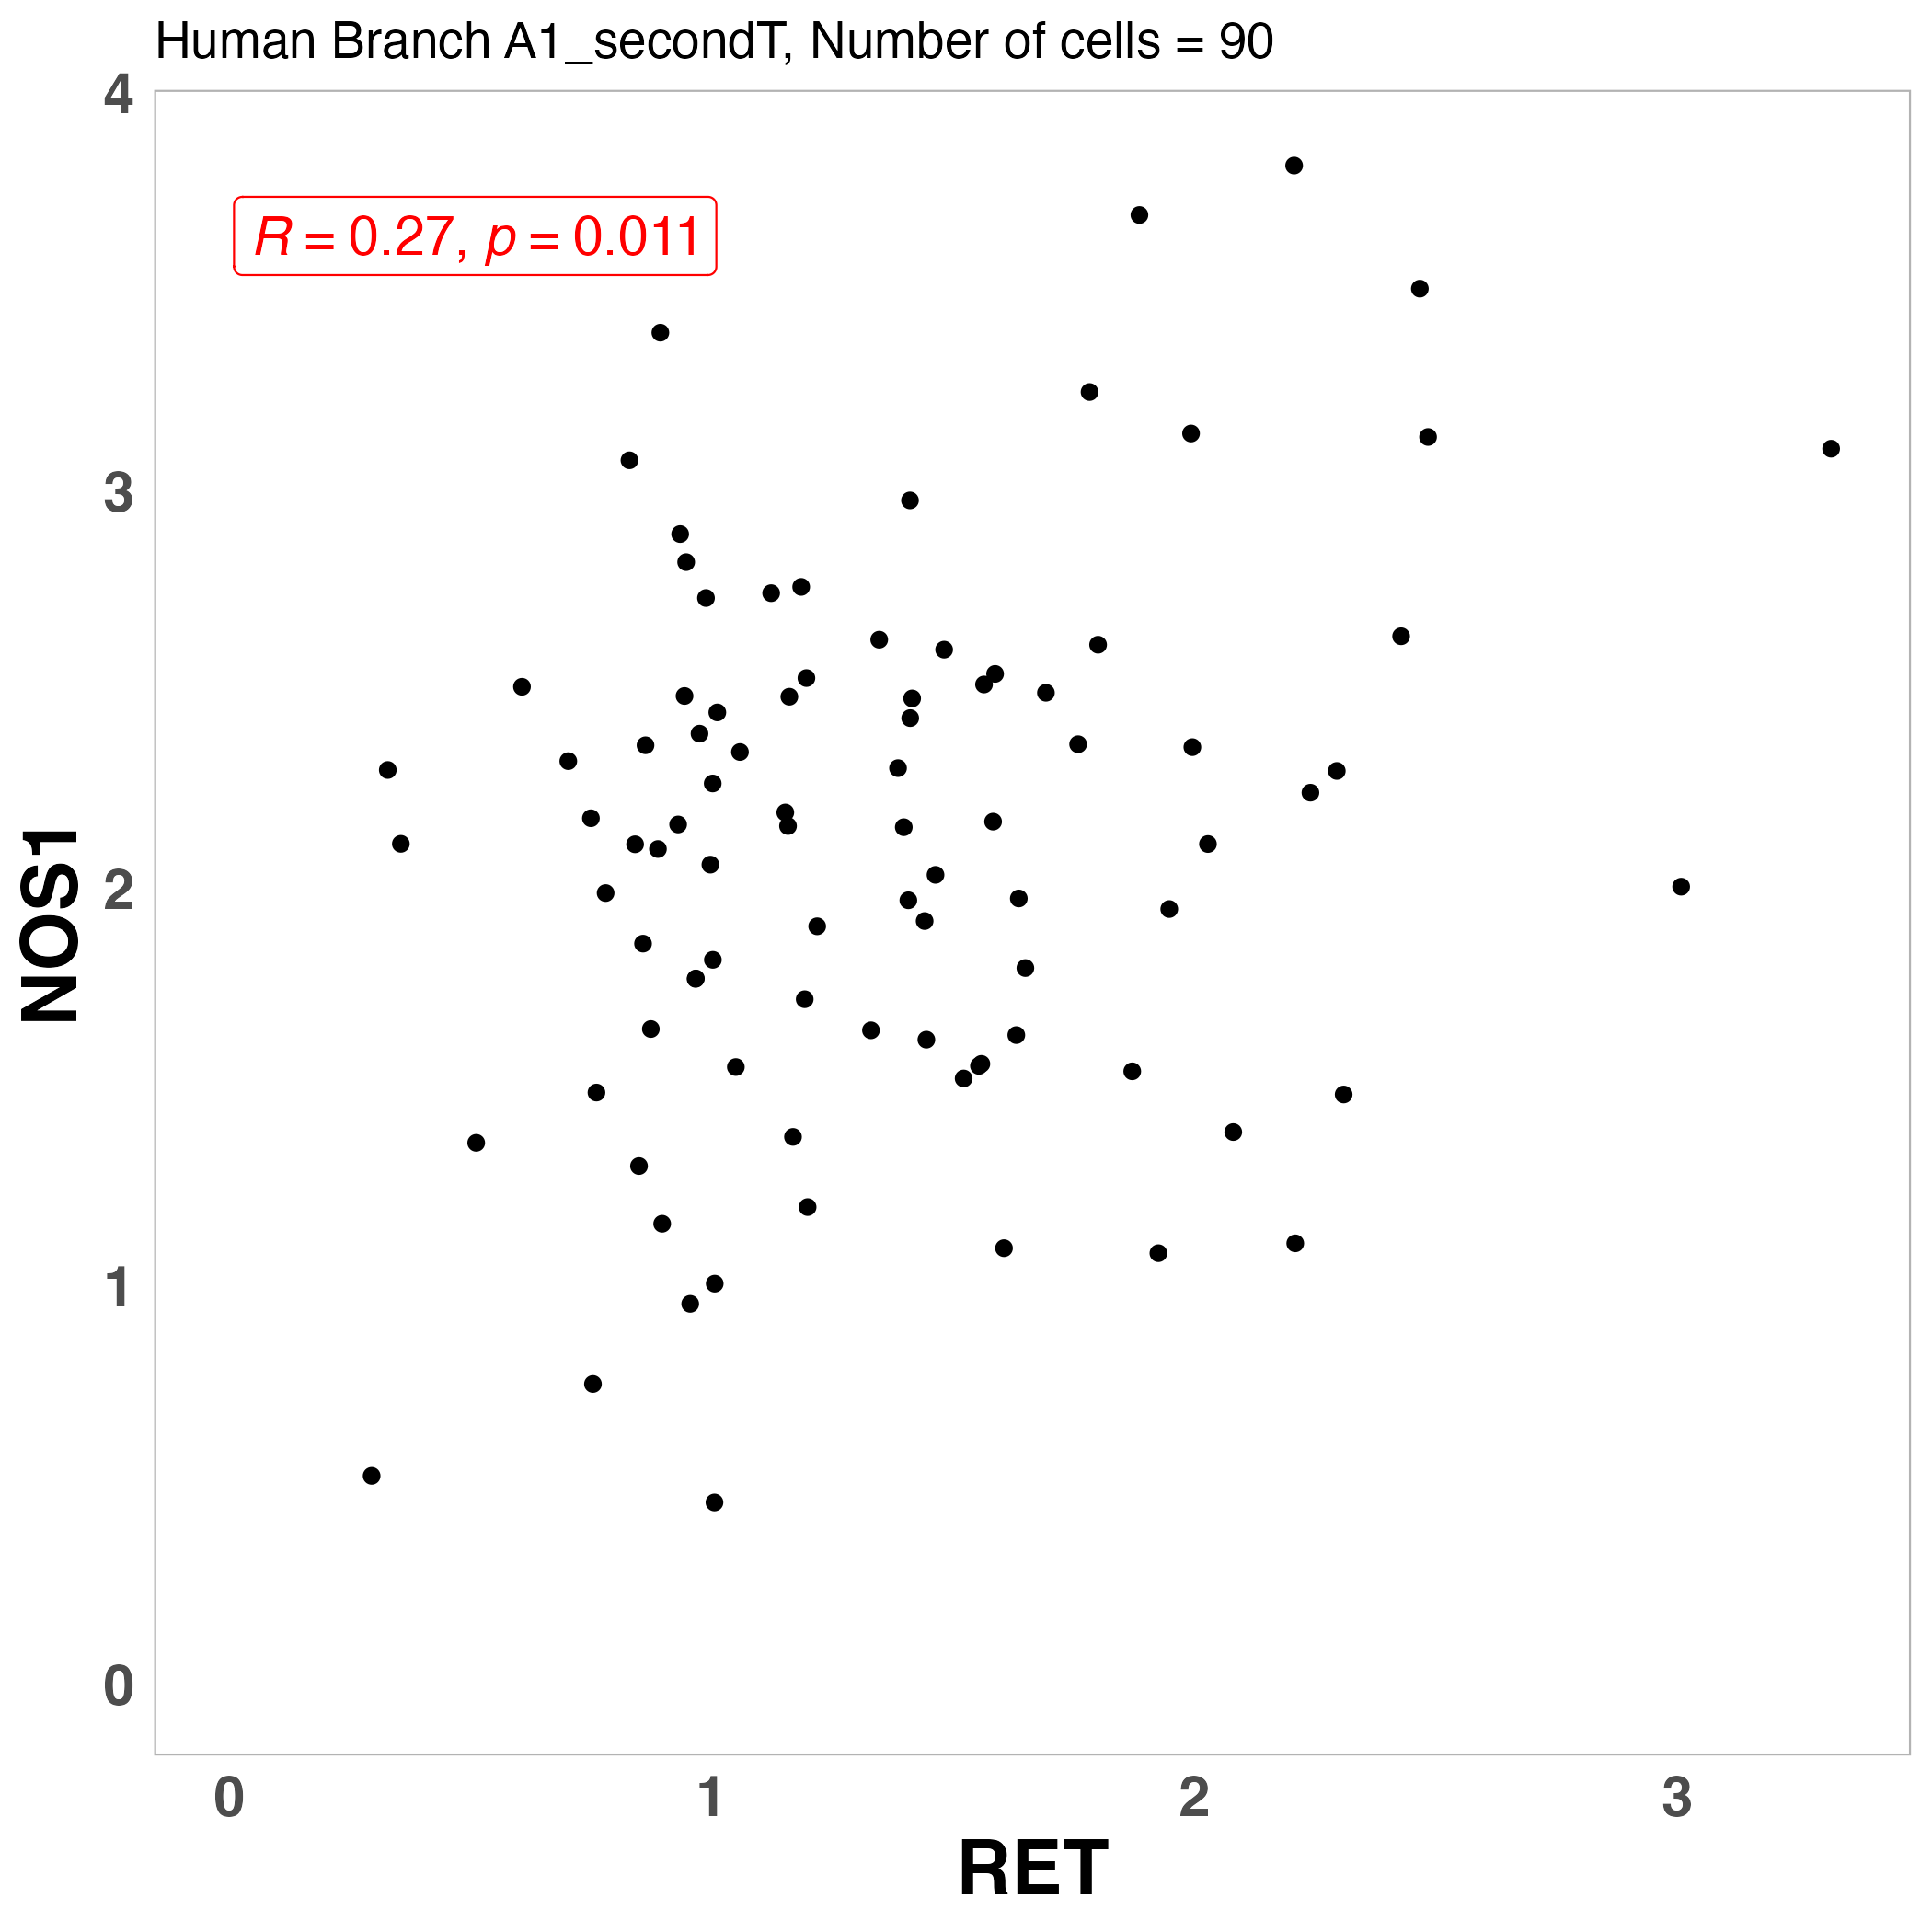 Human Branch A1_secondT, Number of cells = 90
4
R = 0.27, p = 0.011
3
NOS1
2
1
0
0 1 2 3
RET